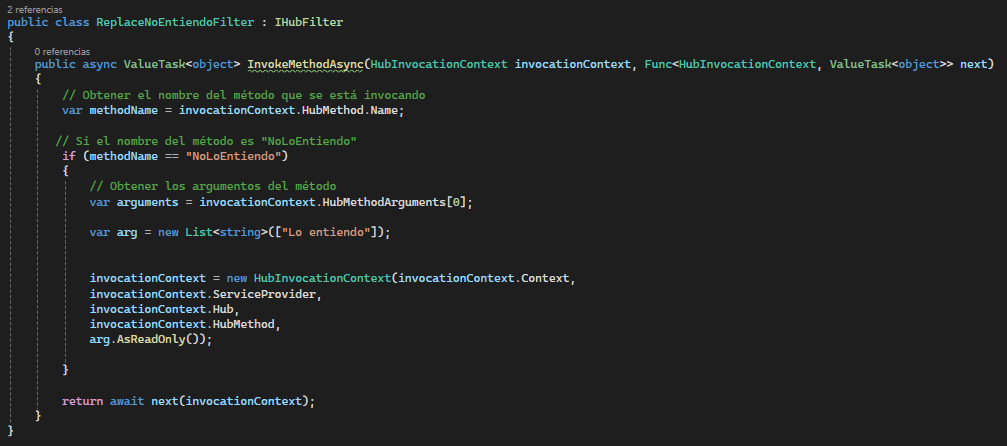 2 referencias
public class ReplaceNoEntiendoFilter : IHubFilter
{
0 referencias
public async ValueTask<object> InvokeMethodAsync(HubInvocationContext invocationContext, Func<HubInvocationContext, ValueTask<object>> next)
{
// Obtener el nombre del método que se está invocando
var methodName = invocationContext.HubMethod.Name;
// Si el nombre del método es "NoLoEntiendo"
if (methodName == "NoLoEntiendo")
{
// Obtener los argumentos del método
var arguments = invocationContext.HubMethodArguments[0];
var arg = new List<string>(["Lo entiendo"]);
invocationContext = new HubInvocationContext(invocationContext.Context,
invocationContext.ServiceProvider,
invocationContext.Hub,
invocationContext.HubMethod,
arg.AsReadOnly());
}
return await next(invocationContext);
}
}